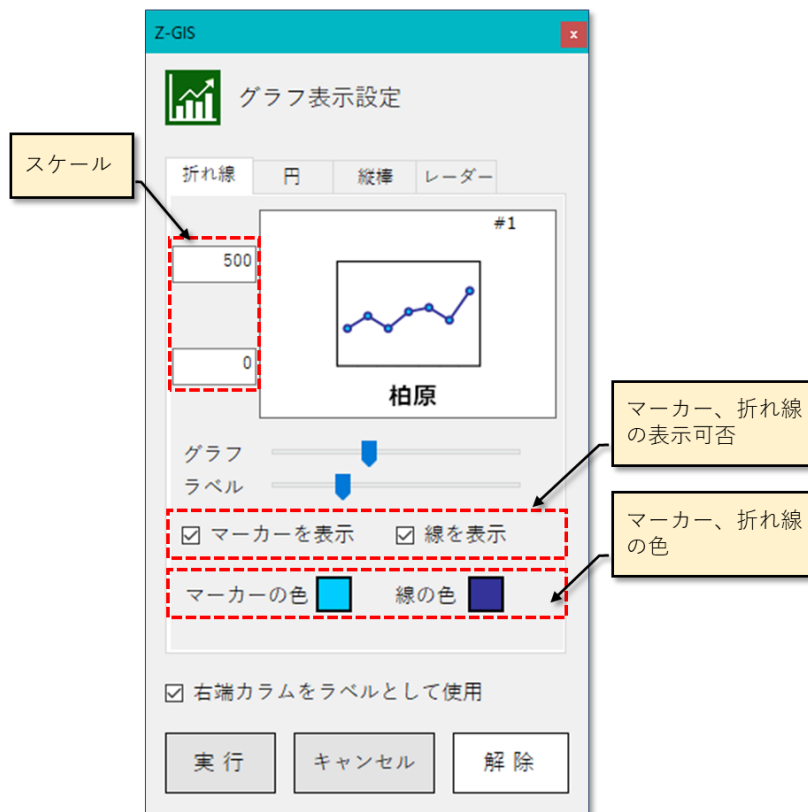 Z-GIS
x
グラフ表示設定
スケール
折れ線 円 縦棒 レーダー
#1
500
0
柏原
マーカー、折れ線
の表示可否
グラフ
ラベル
マーカーを表示 線を表示
マーカー、折れ線
の色
マーカーの色 線の色
右端カラムをラベルとして使用
実行 キャンセル 解除